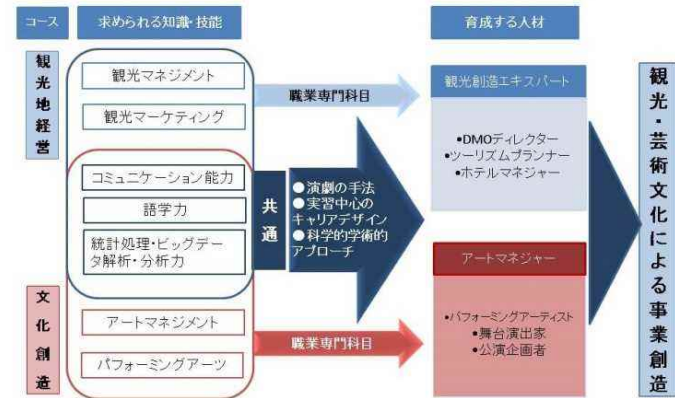 コース
求められる知識・技能
育成する人材
観光地経営
観光マネジメント
観光マーケティング
職業専門科目
コミュニケーション能力
語学力
統計処理・ビッグデー
タ解析・分析力
共通
●演劇の手法
●実習中心の
キャリアデザイン
●科学的学術的
アプローチ
文化創造
アートマネジメント
パフォーミングアーツ
職業専門科目
観光創造エキスパート
•DMOディレクター
•ツーリズムプランナー
•ホテルマネジャー
アートマネジャー
•パフォーミングアーティスト
•舞台演出家
•公演企画者
観光・芸術文化による事業創造